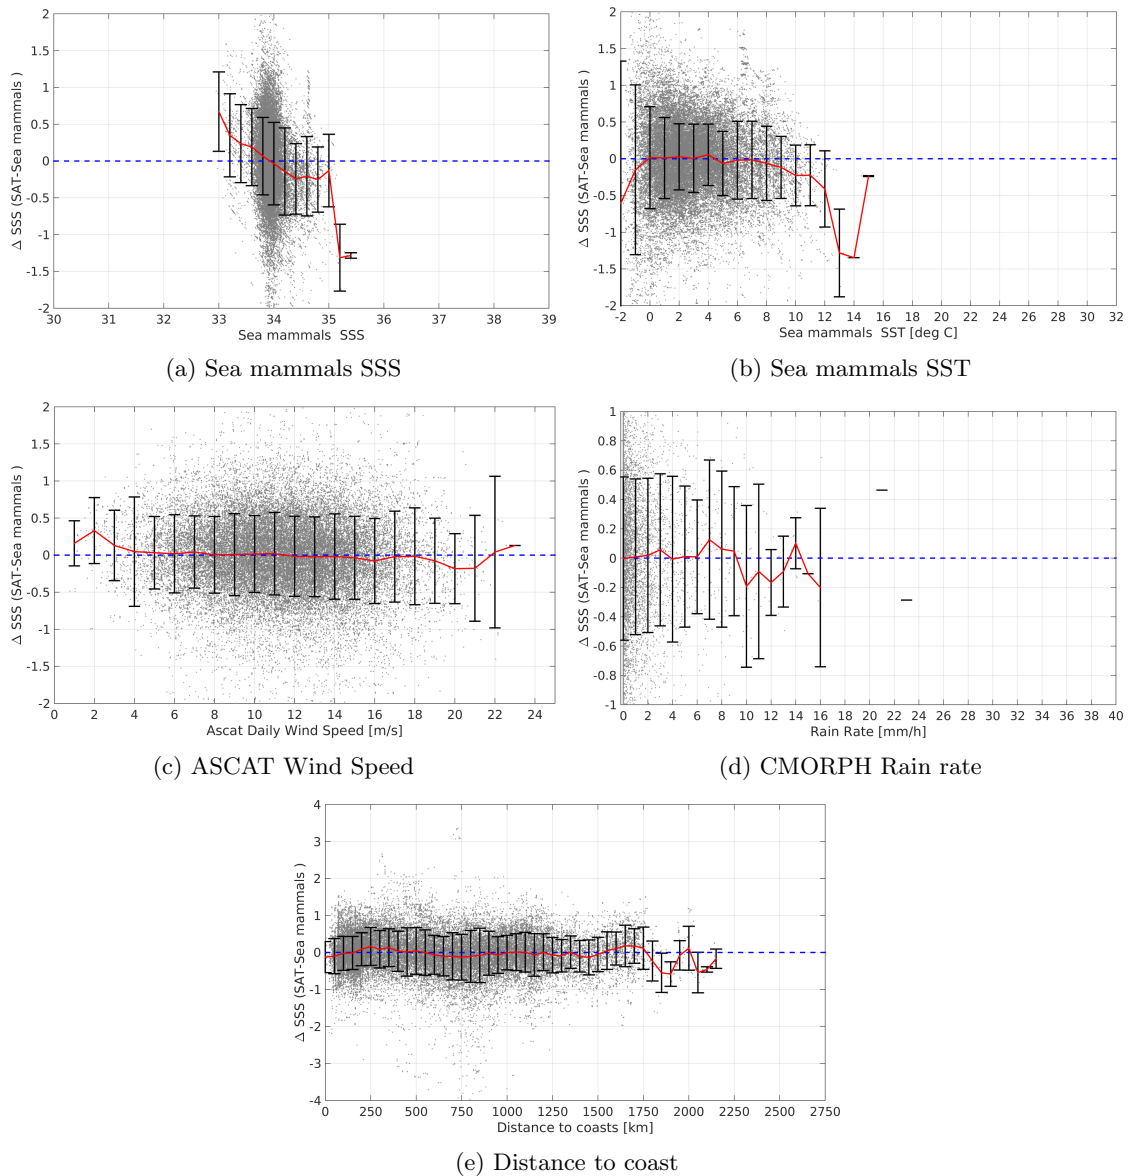 2
1.5
1
0.5
0
-0.5
-1
-1.5
-2
Δ SSS (SAT-Sea mammals )
30 31 32 33 34 35 36 37 38 39
Sea mammals SSS
(a) Sea mammals SSS
2
1.5
1
0.5
0
-0.5
-1
-1.5
-2
Δ SSS (SAT-Sea mammals )
-2 0 2 4 6 8 10 12 14 16 18 20 22 24 26 28 30 32
Sea mammals SST [deg C]
(b) Sea mammals SST
2
1.5
1
0.5
0
-0.5
-1
-1.5
-2
Δ SSS (SAT-Sea mammals )
0 2 4 6 8 10 12 14 16 18 20 22 24
Ascat Daily Wind Speed [m/s]
(c) ASCAT Wind Speed
1
0.8
0.6
0.4
0.2
0
-0.2
-0.4
-0.6
-0.8
-1
Δ SSS (SAT-Sea mammals )
0 2 4 6 8 10 12 14 16 18 20 22 24 26 28 30 32 34 36 38 40
Rain Rate [mm/h]
(d) CMORPH Rain rate
4
3
2
1
0
-1
-2
-3
-4
Δ SSS (SAT-Sea mammals )
0 250 500 750 1000 1250 1500 1750 2000 2250 2500 2750
Distance to coasts [km]
(e) Distance to coast